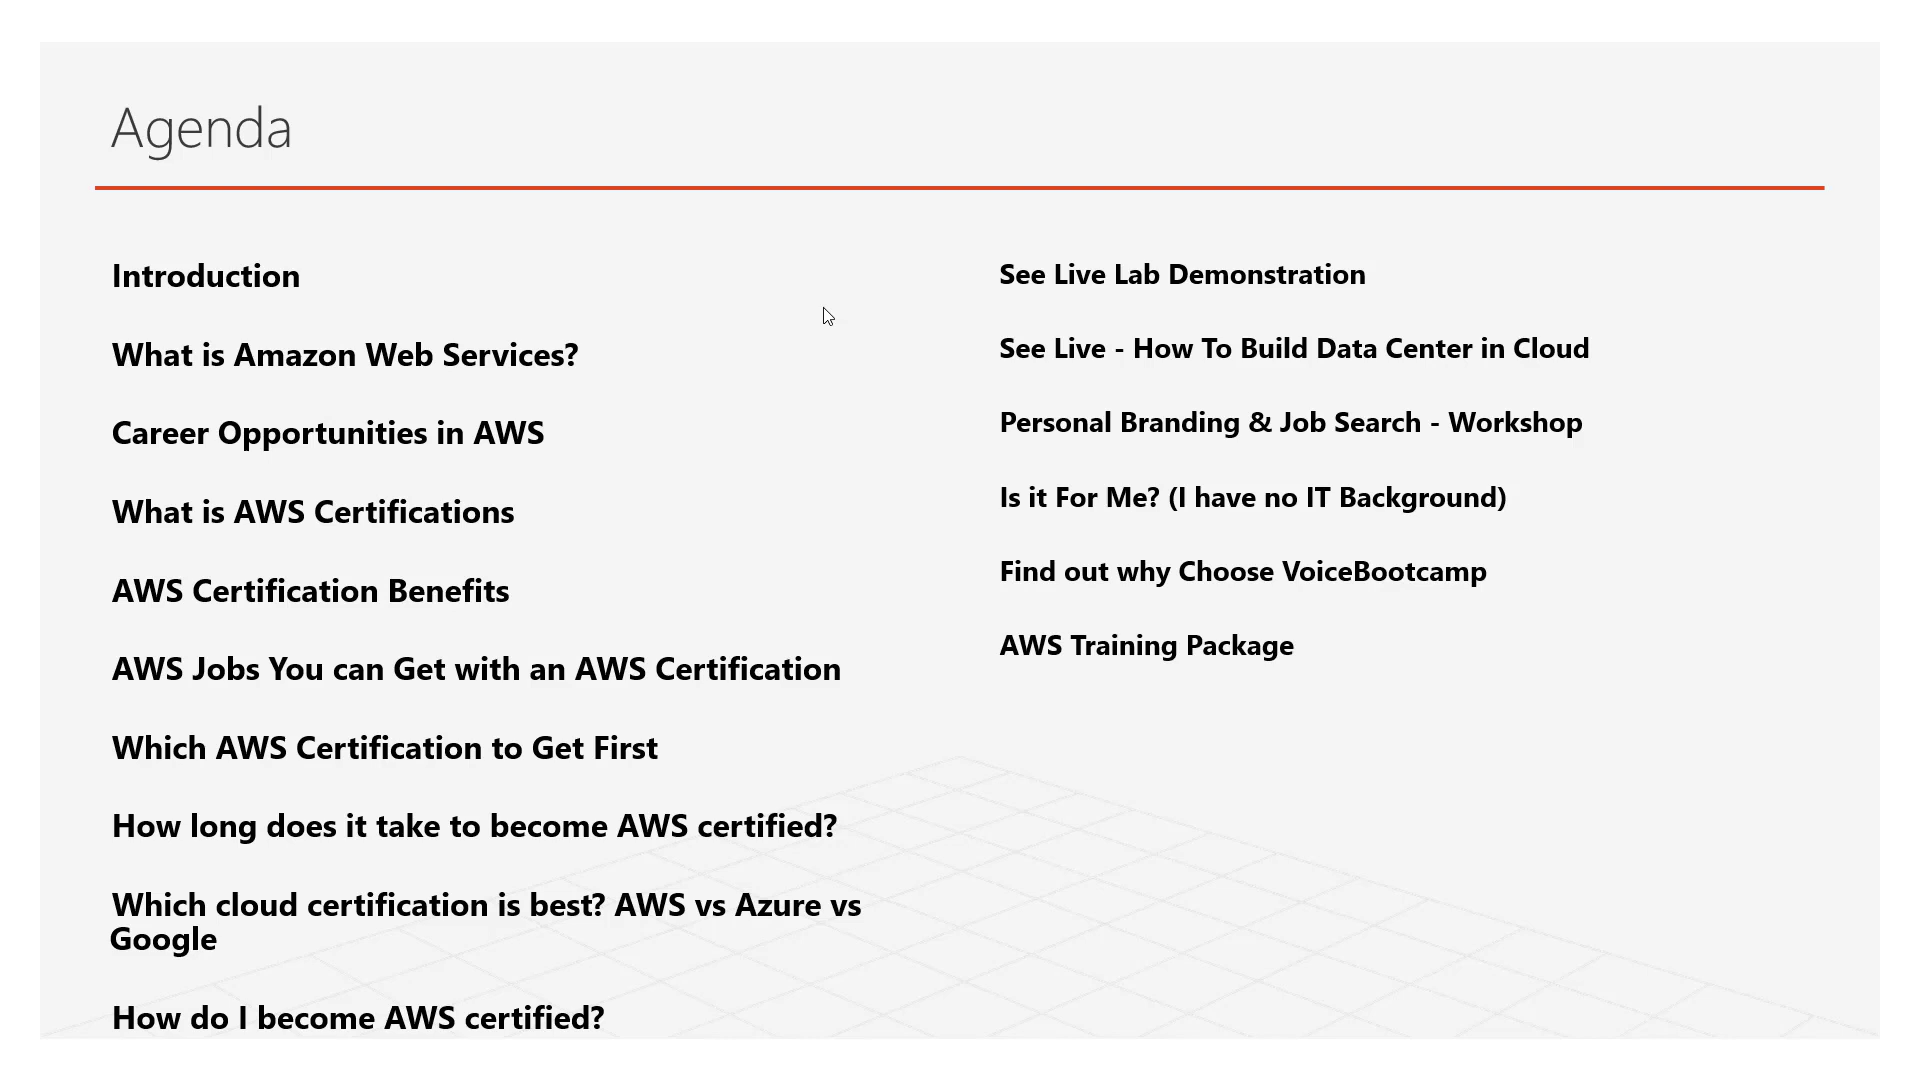 Agenda
Introduction
What is Amazon Web Services?
Career Opportunities in AWS
What is AWS Certifications
AWS Certification Benefits
AWS Jobs You can Get with an AWS Certification
Which AWS Certification to Get First
How long does it take to become AWS certified?
Which cloud certification is best? AWS vs Azure vs
Google
How do I become AWS certified?
See Live Lab Demonstration
See Live - How To Build Data Center in Cloud
Personal Branding & Job Search - Workshop
Is it For Me? (I have no IT Background)
Find out why Choose VoiceBootcamp
AWS Training Package